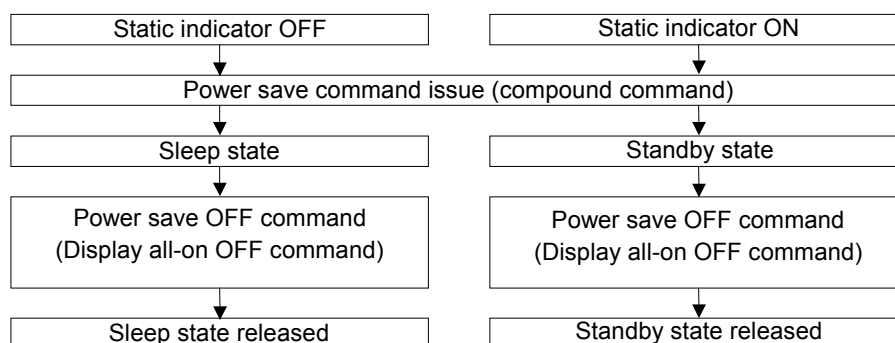 Static indicator OFF
Static indicator ON
Power save command issue (compound command)
Sleep state
Standby state
Power save OFF command
(Display all-on OFF command)
Power save OFF command
(Display all-on OFF command)
Sleep state released
Standby state released